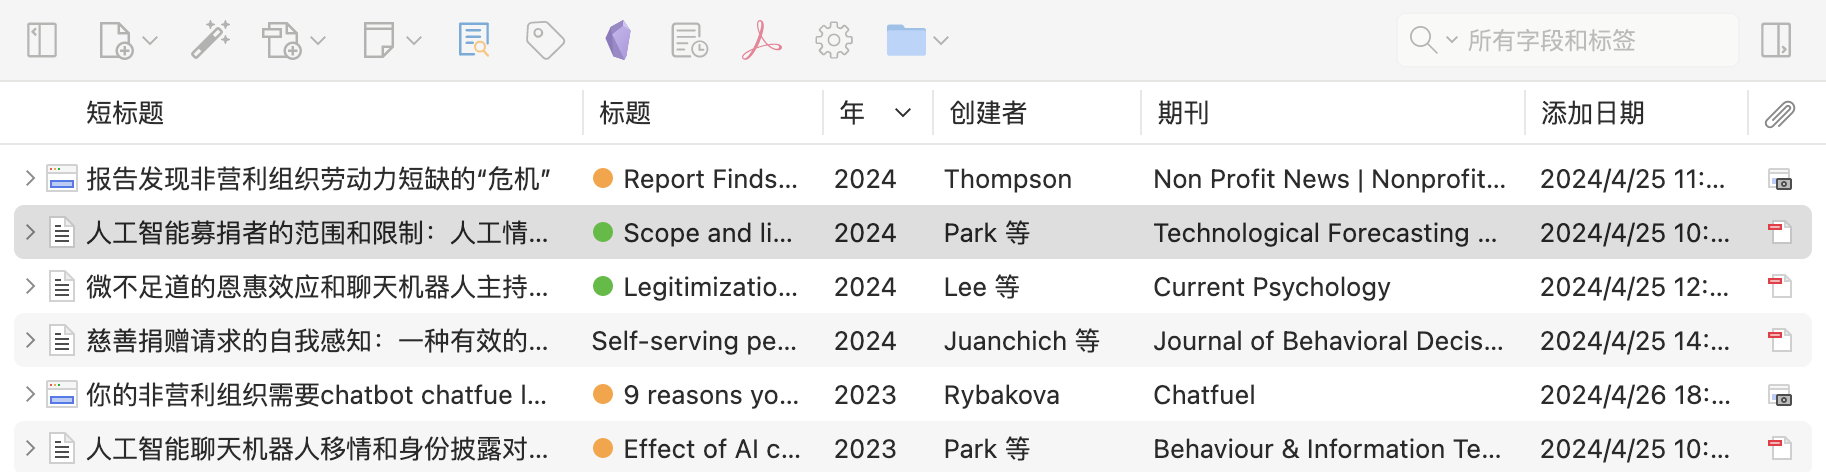 所有字段和标签
短标题 标题 年 创建者 期刊 添加日期
报告发现非营利组织劳动力短缺的“危机” Report Finds... 2024 Thompson Non Profit News | Nonprofit... 2024/4/25 11:...
人工智能募捐者的范围和限制：人工情... Scope and li... 2024 Park 等 Technological Forecasting ... 2024/4/25 10:...
微不足道的恩惠效应和聊天机器人主持... Legitimizatio... 2024 Lee 等 Current Psychology 2024/4/25 12:...
慈善捐赠请求的自我感知：一种有效的... Self-serving pe... 2024 Juanchich 等 Journal of Behavioral Decis... 2024/4/25 14:...
你的非营利组织需要chatbot chatfue l... 9 reasons yo... 2023 Rybakova Chatfuel 2024/4/26 18:...
人工智能聊天机器人移情和身份披露对... Effect of AI c... 2023 Park 等 Behaviour & Information Te... 2024/4/25 10:...